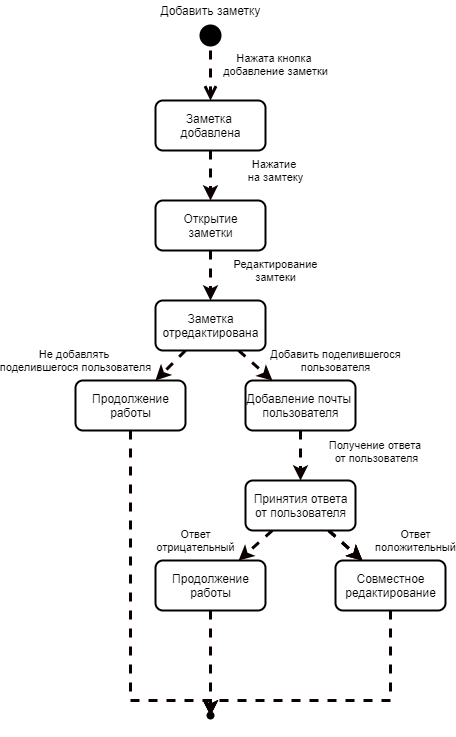 Добавить заметку
Нажата кнопка
добавление заметки
Заметка
добавлена
Нажатие
на замтеку
Открытие
заметки
Редактирование
замтеки
Заметка
отредактирована
Не добавлять
поделившегося пользователя
Добавить поделившегося
пользователя
Продолжение
работы
Добавление почты
пользователя
Получение ответа
от пользователя
Принятия ответа
от пользователя
Ответ
отрицательный
Ответ
положительный
Продолжение
работы
Совместное
редактирование